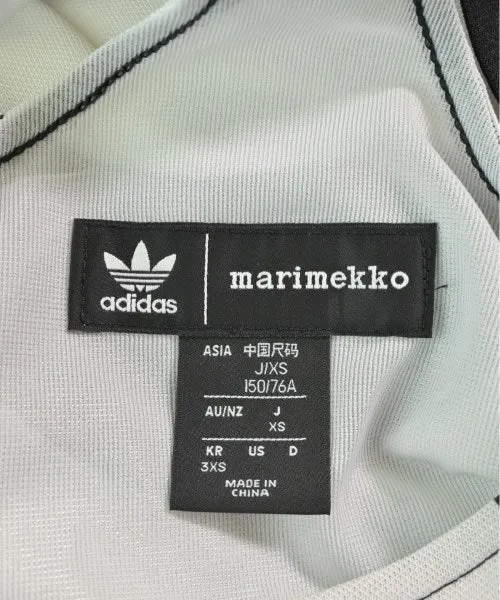 adidas
marimekko
ASIA 中国尺码
J/XS
150/76A
AU/NZ J
XS
KR US D
3XS
MADE IN
CHINA